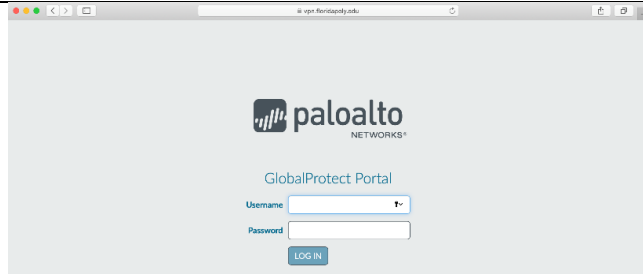 vpn.floridapoly.edu
paloalto
NETWORKS®
GlobalProtect Portal
Username
Password
LOG IN